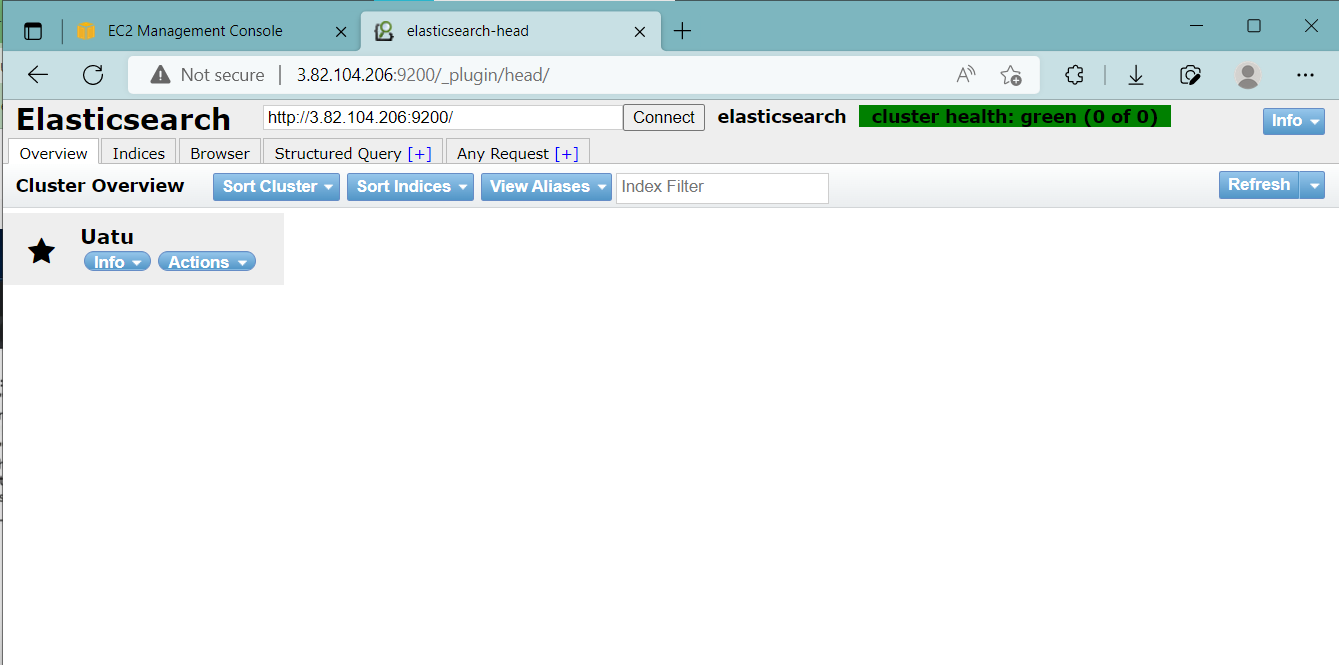 EC2 Management Console
elasticsearch-head
Not secure
3.82.104.206:9200/_plugin/head/
Elasticsearch
http://3.82.104.206:9200/
Connect
elasticsearch
cluster health: green (0 of 0)
Info
Overview
Indices
Browser
Structured Query [+]
Any Request [+]
Cluster Overview
Sort Cluster
Sort Indices
View Aliases
Index Filter
Refresh
Uatu
Info
Actions